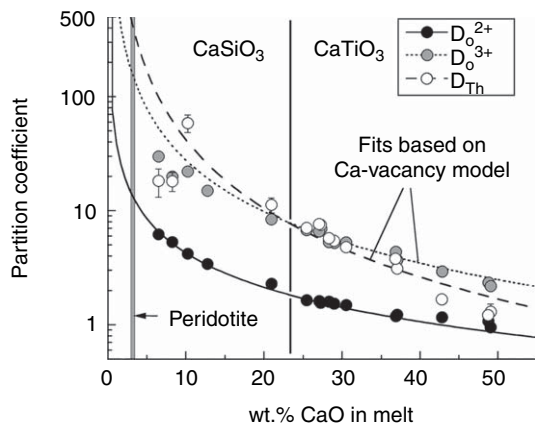 500
100
10
1
Partition coefficient
CaSiO3
CaTiO3
Do2+
Do3+
DTh
Fits based on
Ca-vacancy model
Peridotite
0
10
20
30
40
50
wt.% CaO in melt